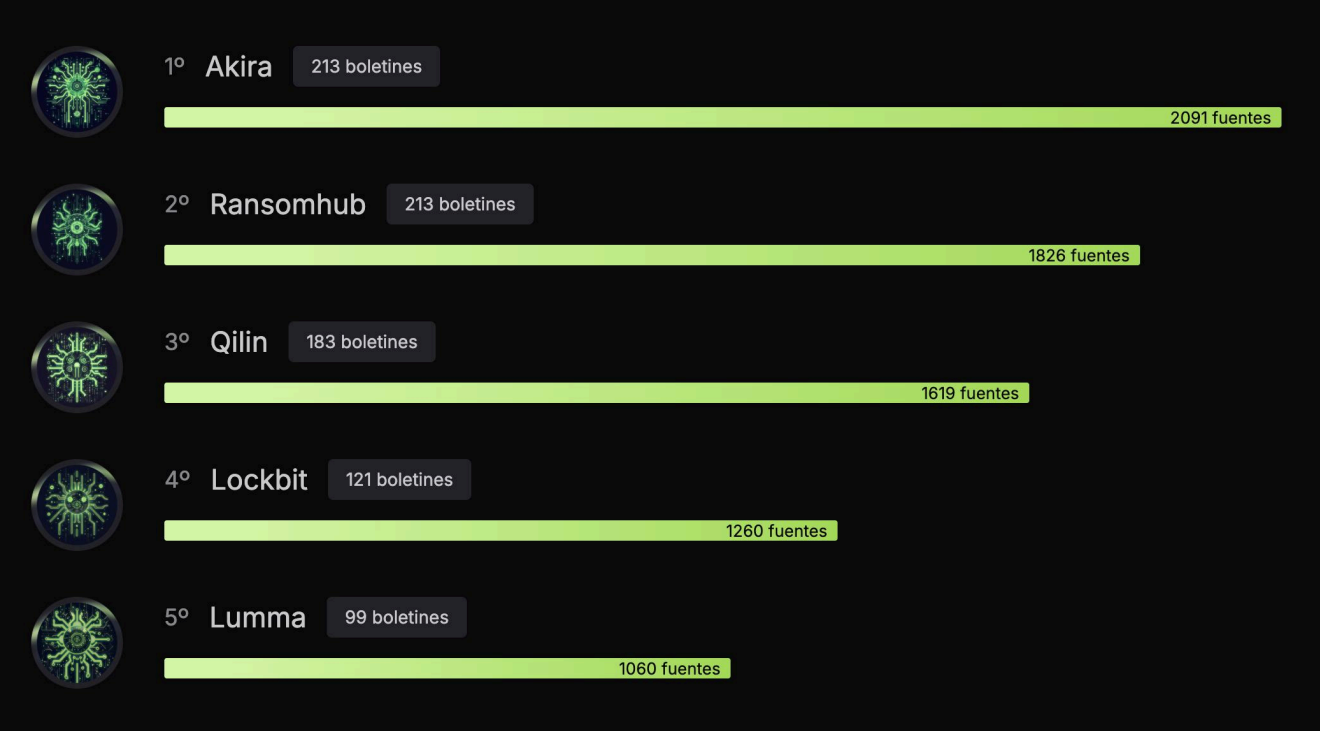 1º Akira 213 boletines
2091 fuentes
2º Ransomhub 213 boletines
1826 fuentes
3º Qilin 183 boletines
1619 fuentes
4º Lockbit 121 boletines
1260 fuentes
5º Lumma 99 boletines
1060 fuentes